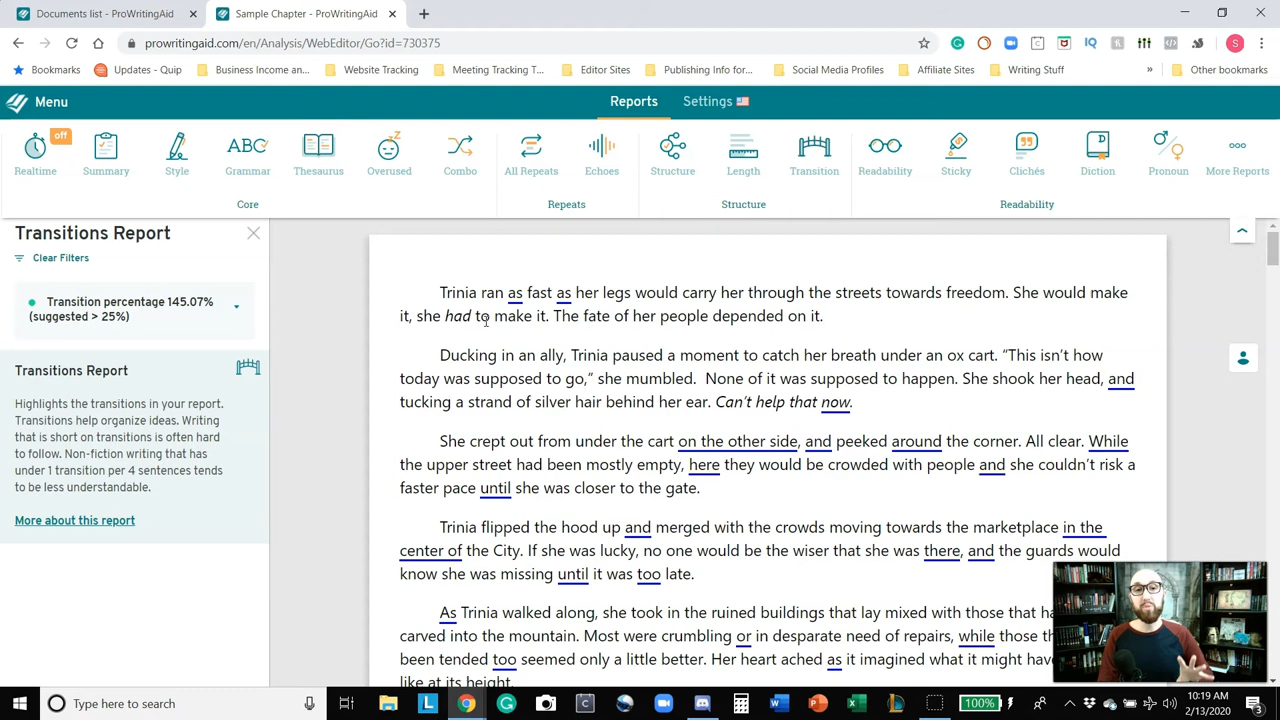 Documents list - ProWritingAid
Sample Chapter - ProWritingAid
prowritingaid.com/en/Analysis/WebEditor/Go?id=730375
Bookmarks
Updates - Quip
Business Income an...
Website Tracking
Meeting Tracking T...
Editor Sites
Publishing Info for...
Social Media Profiles
Affiliate Sites
Writing Stuff
Other bookmarks
Menu
Reports
Settings
off
Realtime
Summary
Style
ABC
Grammar
Thesaurus
Overused
Combo
All Repeats
Echoes
Structure
Length
Transition
Readability
Sticky
Clichés
Diction
Pronoun
More Reports
Core
Repeats
Structure
Readability
Transitions Report
Clear Filters
Transition percentage 145.07%
(suggested > 25%)
Transitions Report
Highlights the transitions in your report.
Transitions help organize ideas. Writing
that is short on transitions is often hard
to follow. Non-fiction writing that has
under 1 transition per 4 sentences tends
to be less understandable.
More about this report
Trinia ran as fast as her legs would carry her through the streets towards freedom. She would make
it, she had to make it. The fate of her people depended on it.
Ducking in an ally, Trinia paused a moment to catch her breath under an ox cart. “This isn’t how
today was supposed to go,” she mumbled.  None of it was supposed to happen. She shook her head, and
tucking a strand of silver hair behind her ear. Can’t help that now.
She crept out from under the cart on the other side, and peeked around the corner. All clear. While
the upper street had been mostly empty, here they would be crowded with people and she couldn’t risk a
faster pace until she was closer to the gate.
Trinia flipped the hood up and merged with the crowds moving towards the marketplace in the
center of the City. If she was lucky, no one would be the wiser that she was there, and the guards would
know she was missing until it was too late.
As Trinia walked along, she took in the ruined buildings that lay mixed with those that
carved into the mountain. Most were crumbling or in desparate need of repairs, while those
been tended too seemed only a little better. Her heart ached as it imagined what it might have
like at its height.
Type here to search
100%
10:19 AM
2/13/2020